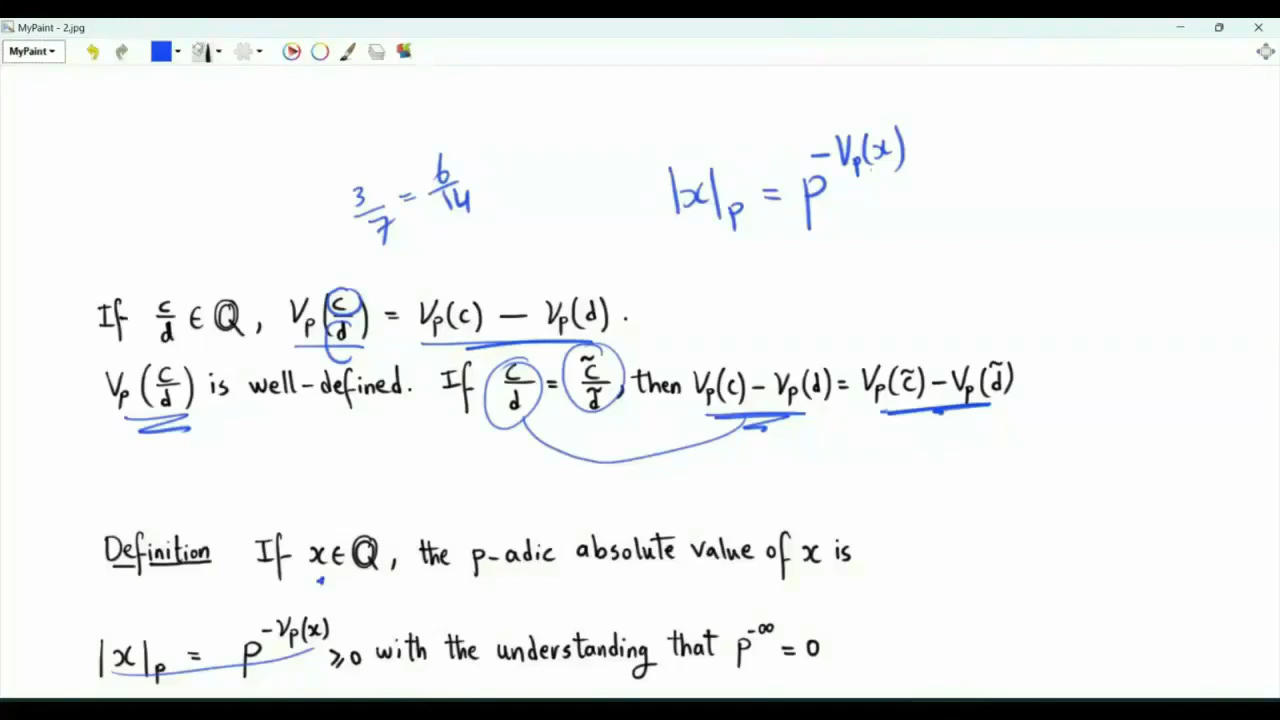 MyPaint - 2.jpg
MyPaint
3/7 = 6/14
|x|_p = p^{-V_p(x)}
If c/d ∈ ℚ, V_p(c/d) = V_p(c) − V_p(d).
V_p(c/d) is well-defined. If c/d = c̃/d̃, then V_p(c) − V_p(d) = V_p(c̃) − V_p(d̃)
Definition If x ∈ ℚ, the p-adic absolute value of x is
|x|_p = p^{-V_p(x)} ⩾ 0 with the understanding that p^{-∞} = 0